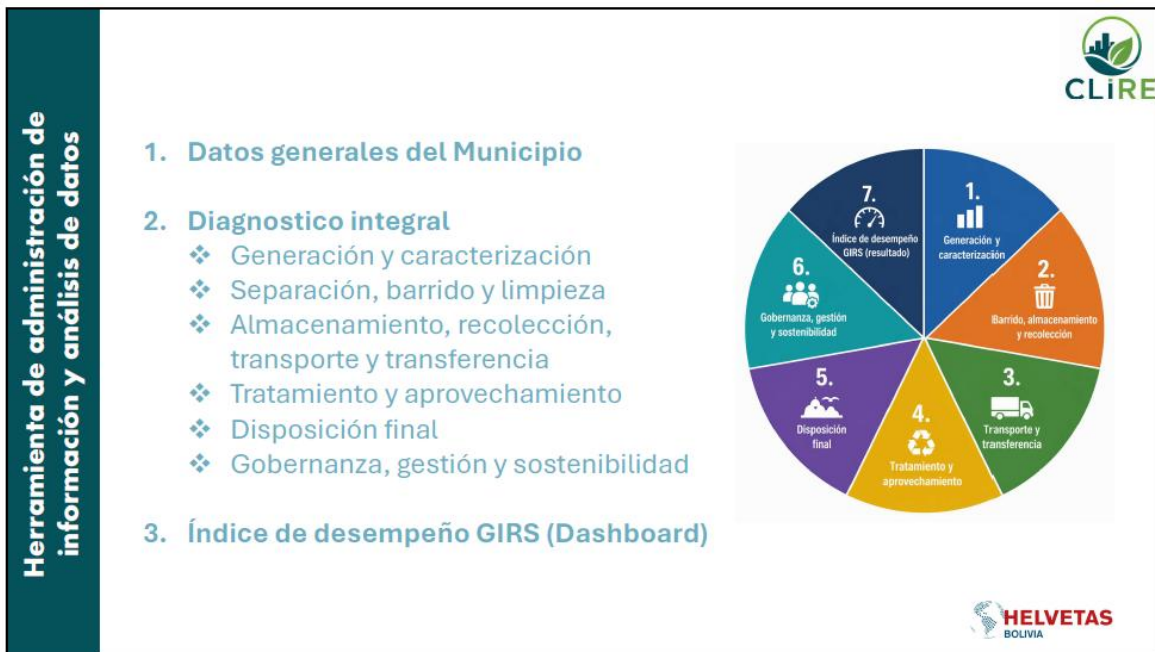 Herramienta de administración de
información y análisis de datos
CLiRE
1. Datos generales del Municipio
2. Diagnostico integral
❖ Generación y caracterización
❖ Separación, barrido y limpieza
❖ Almacenamiento, recolección,
transporte y transferencia
❖ Tratamiento y aprovechamiento
❖ Disposición final
❖ Gobernanza, gestión y sostenibilidad
3. Índice de desempeño GIRS (Dashboard)
1.
Generación y
caracterización
2.
Barrido, almacenamiento
y recolección
3.
Transporte y
transferencia
4.
Tratamiento y
aprovechamiento
5.
Disposición
final
6.
Gobernanza, gestión
y sostenibilidad
7.
Índice de desempeño
GIRS (resultado)
HELVETAS
BOLIVIA